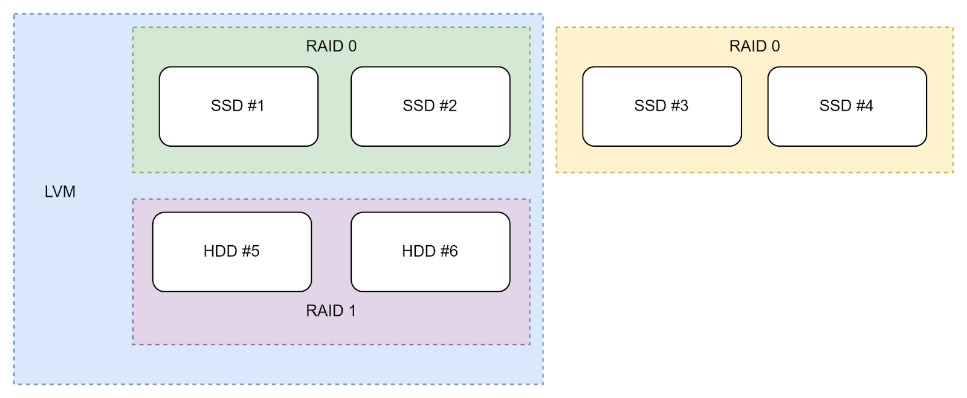 RAID 0
RAID 0
SSD #1
SSD #2
SSD #3
SSD #4
LVM
HDD #5
HDD #6
RAID 1